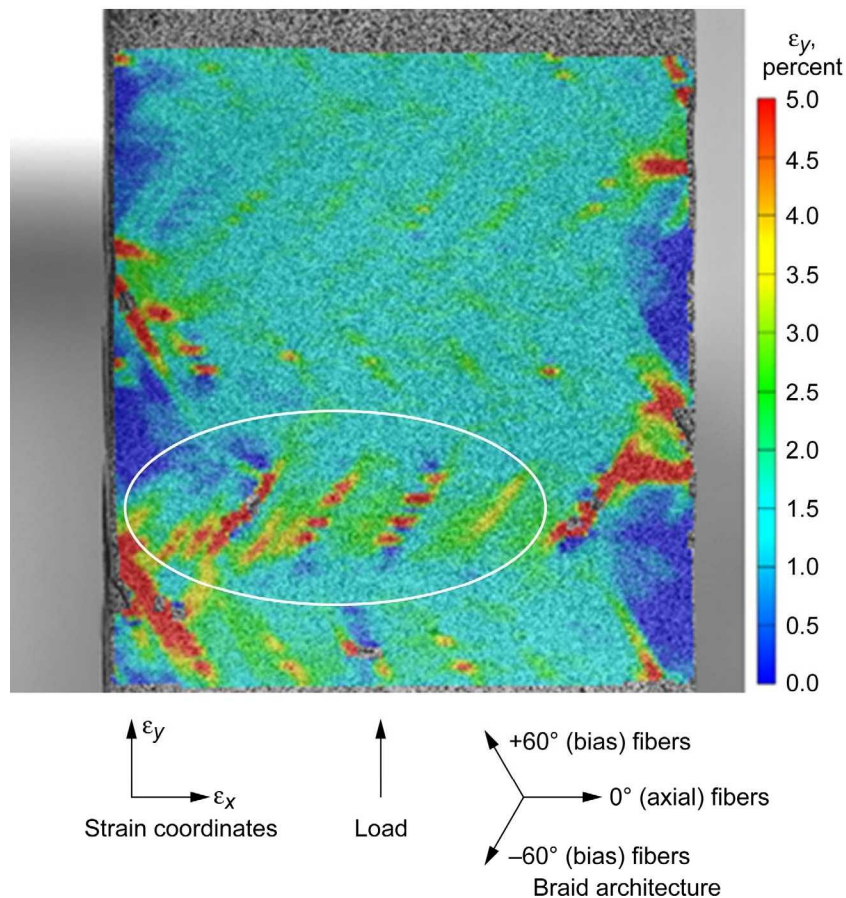 εy,
percent
5.0
4.5
4.0
3.5
3.0
2.5
2.0
1.5
1.0
0.5
0.0
εy
εx
Strain coordinates
Load
+60° (bias) fibers
0° (axial) fibers
–60° (bias) fibers
Braid architecture